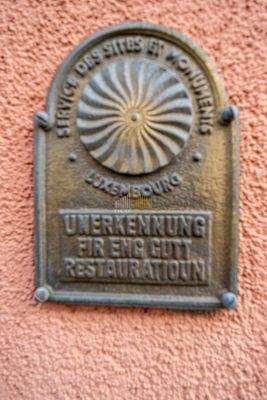 SERVICE DES SITES ET MONUMENTS
LUXEMBOURG
UNERKENNUNG
FIR ENG GUTT
RESTAURATIOUN